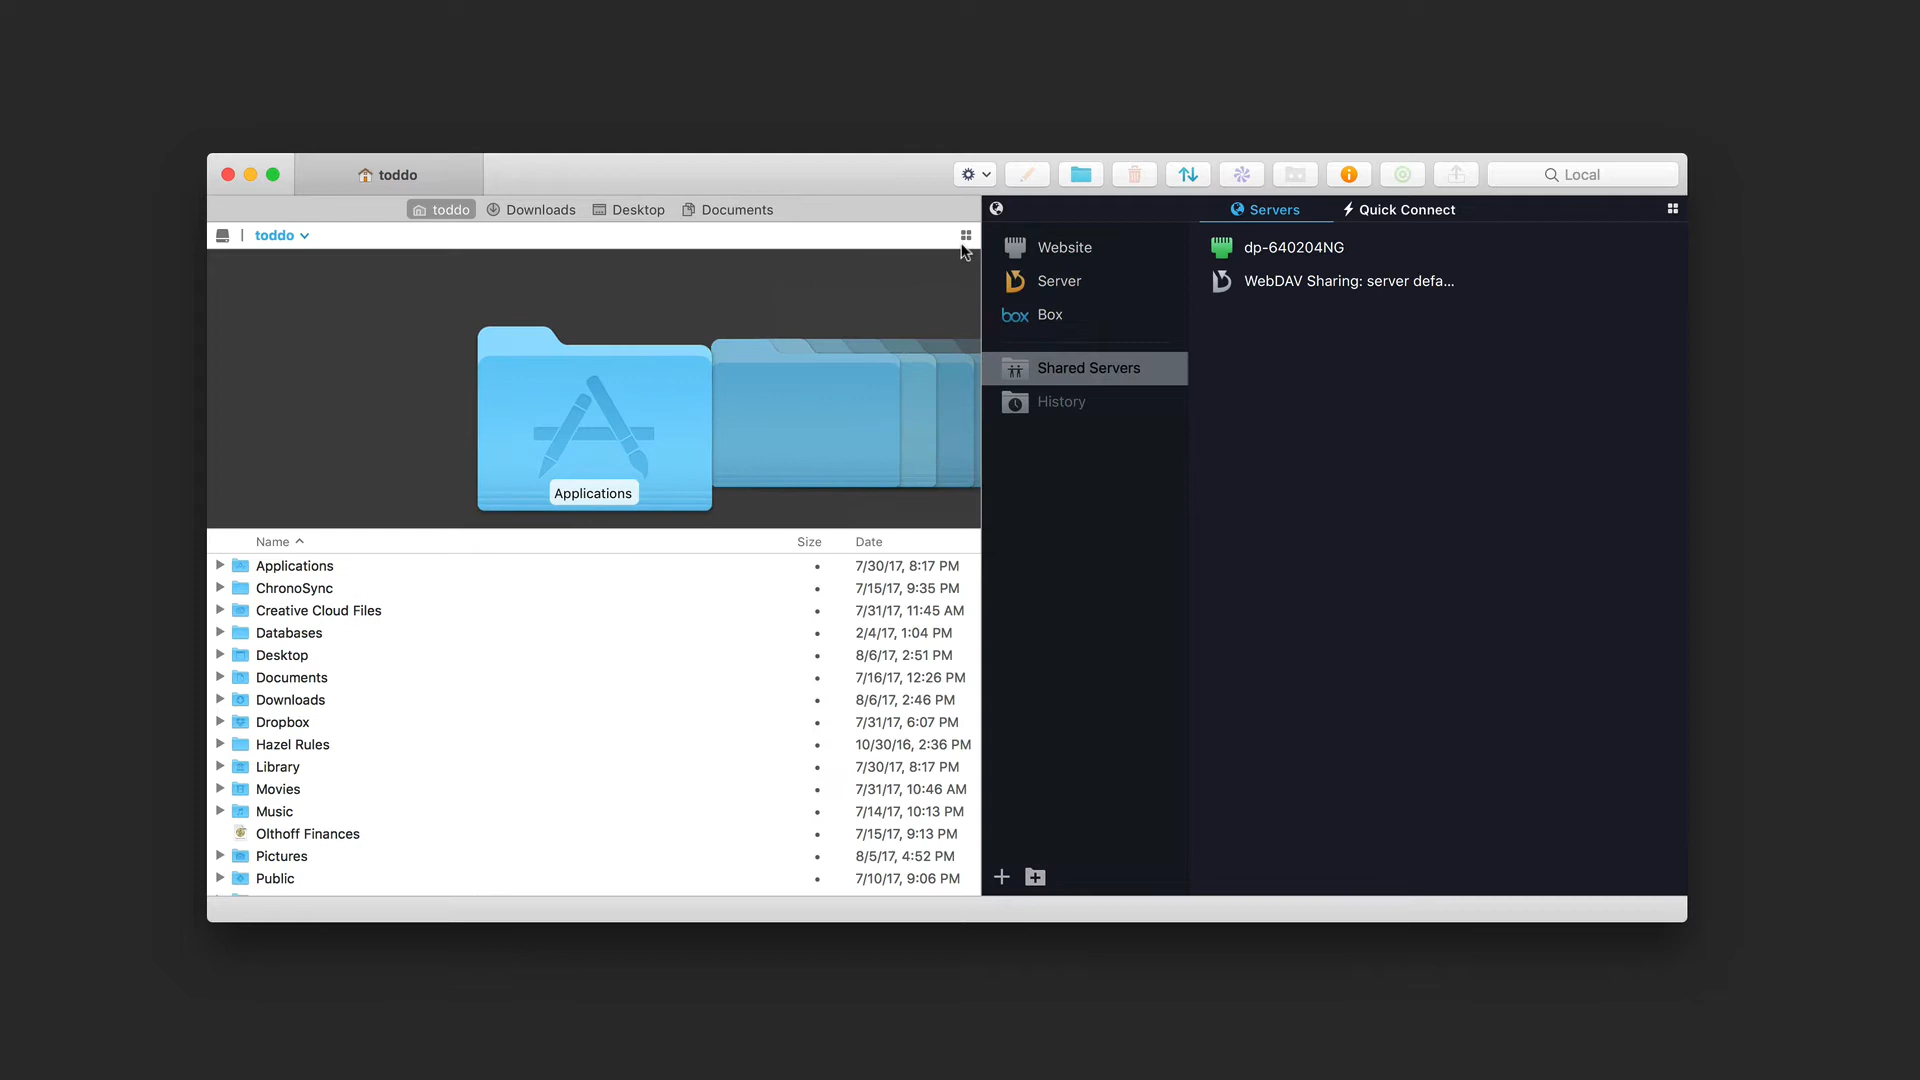 toddo
Local
toddo Downloads Desktop Documents
Servers Quick Connect
| toddo
Website
Server
box Box
Shared Servers
History
dp-640204NG
WebDAV Sharing: server defa...
Applications
Name Size Date
Applications • 7/30/17, 8:17 PM
ChronoSync • 7/15/17, 9:35 PM
Creative Cloud Files • 7/31/17, 11:45 AM
Databases • 2/4/17, 1:04 PM
Desktop • 8/6/17, 2:51 PM
Documents • 7/16/17, 12:26 PM
Downloads • 8/6/17, 2:46 PM
Dropbox • 7/31/17, 6:07 PM
Hazel Rules • 10/30/16, 2:36 PM
Library • 7/30/17, 8:17 PM
Movies • 7/31/17, 10:46 AM
Music • 7/14/17, 10:13 PM
Olthoff Finances • 7/15/17, 9:13 PM
Pictures • 8/5/17, 4:52 PM
Public • 7/10/17, 9:06 PM